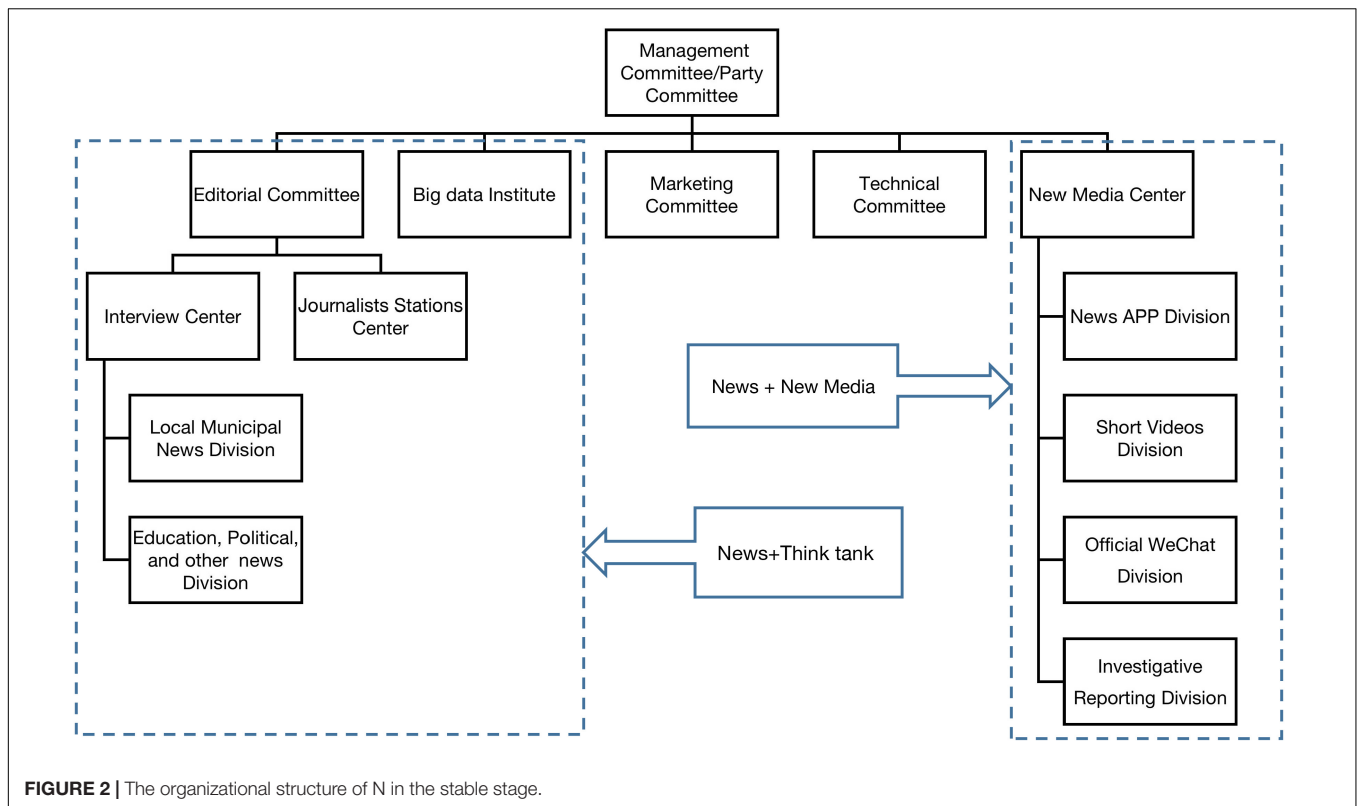 Management
Committee/Party
Committee
Editorial Committee
Big data Institute
Marketing
Committee
Technical
Committee
New Media Center
Interview Center
Journalists Stations
Center
News APP Division
News + New Media
Local Municipal
News Division
Short Videos
Division
Education, Political,
and other news
Division
News+Think tank
Official WeChat
Division
Investigative
Reporting Division
FIGURE 2 | The organizational structure of N in the stable stage.